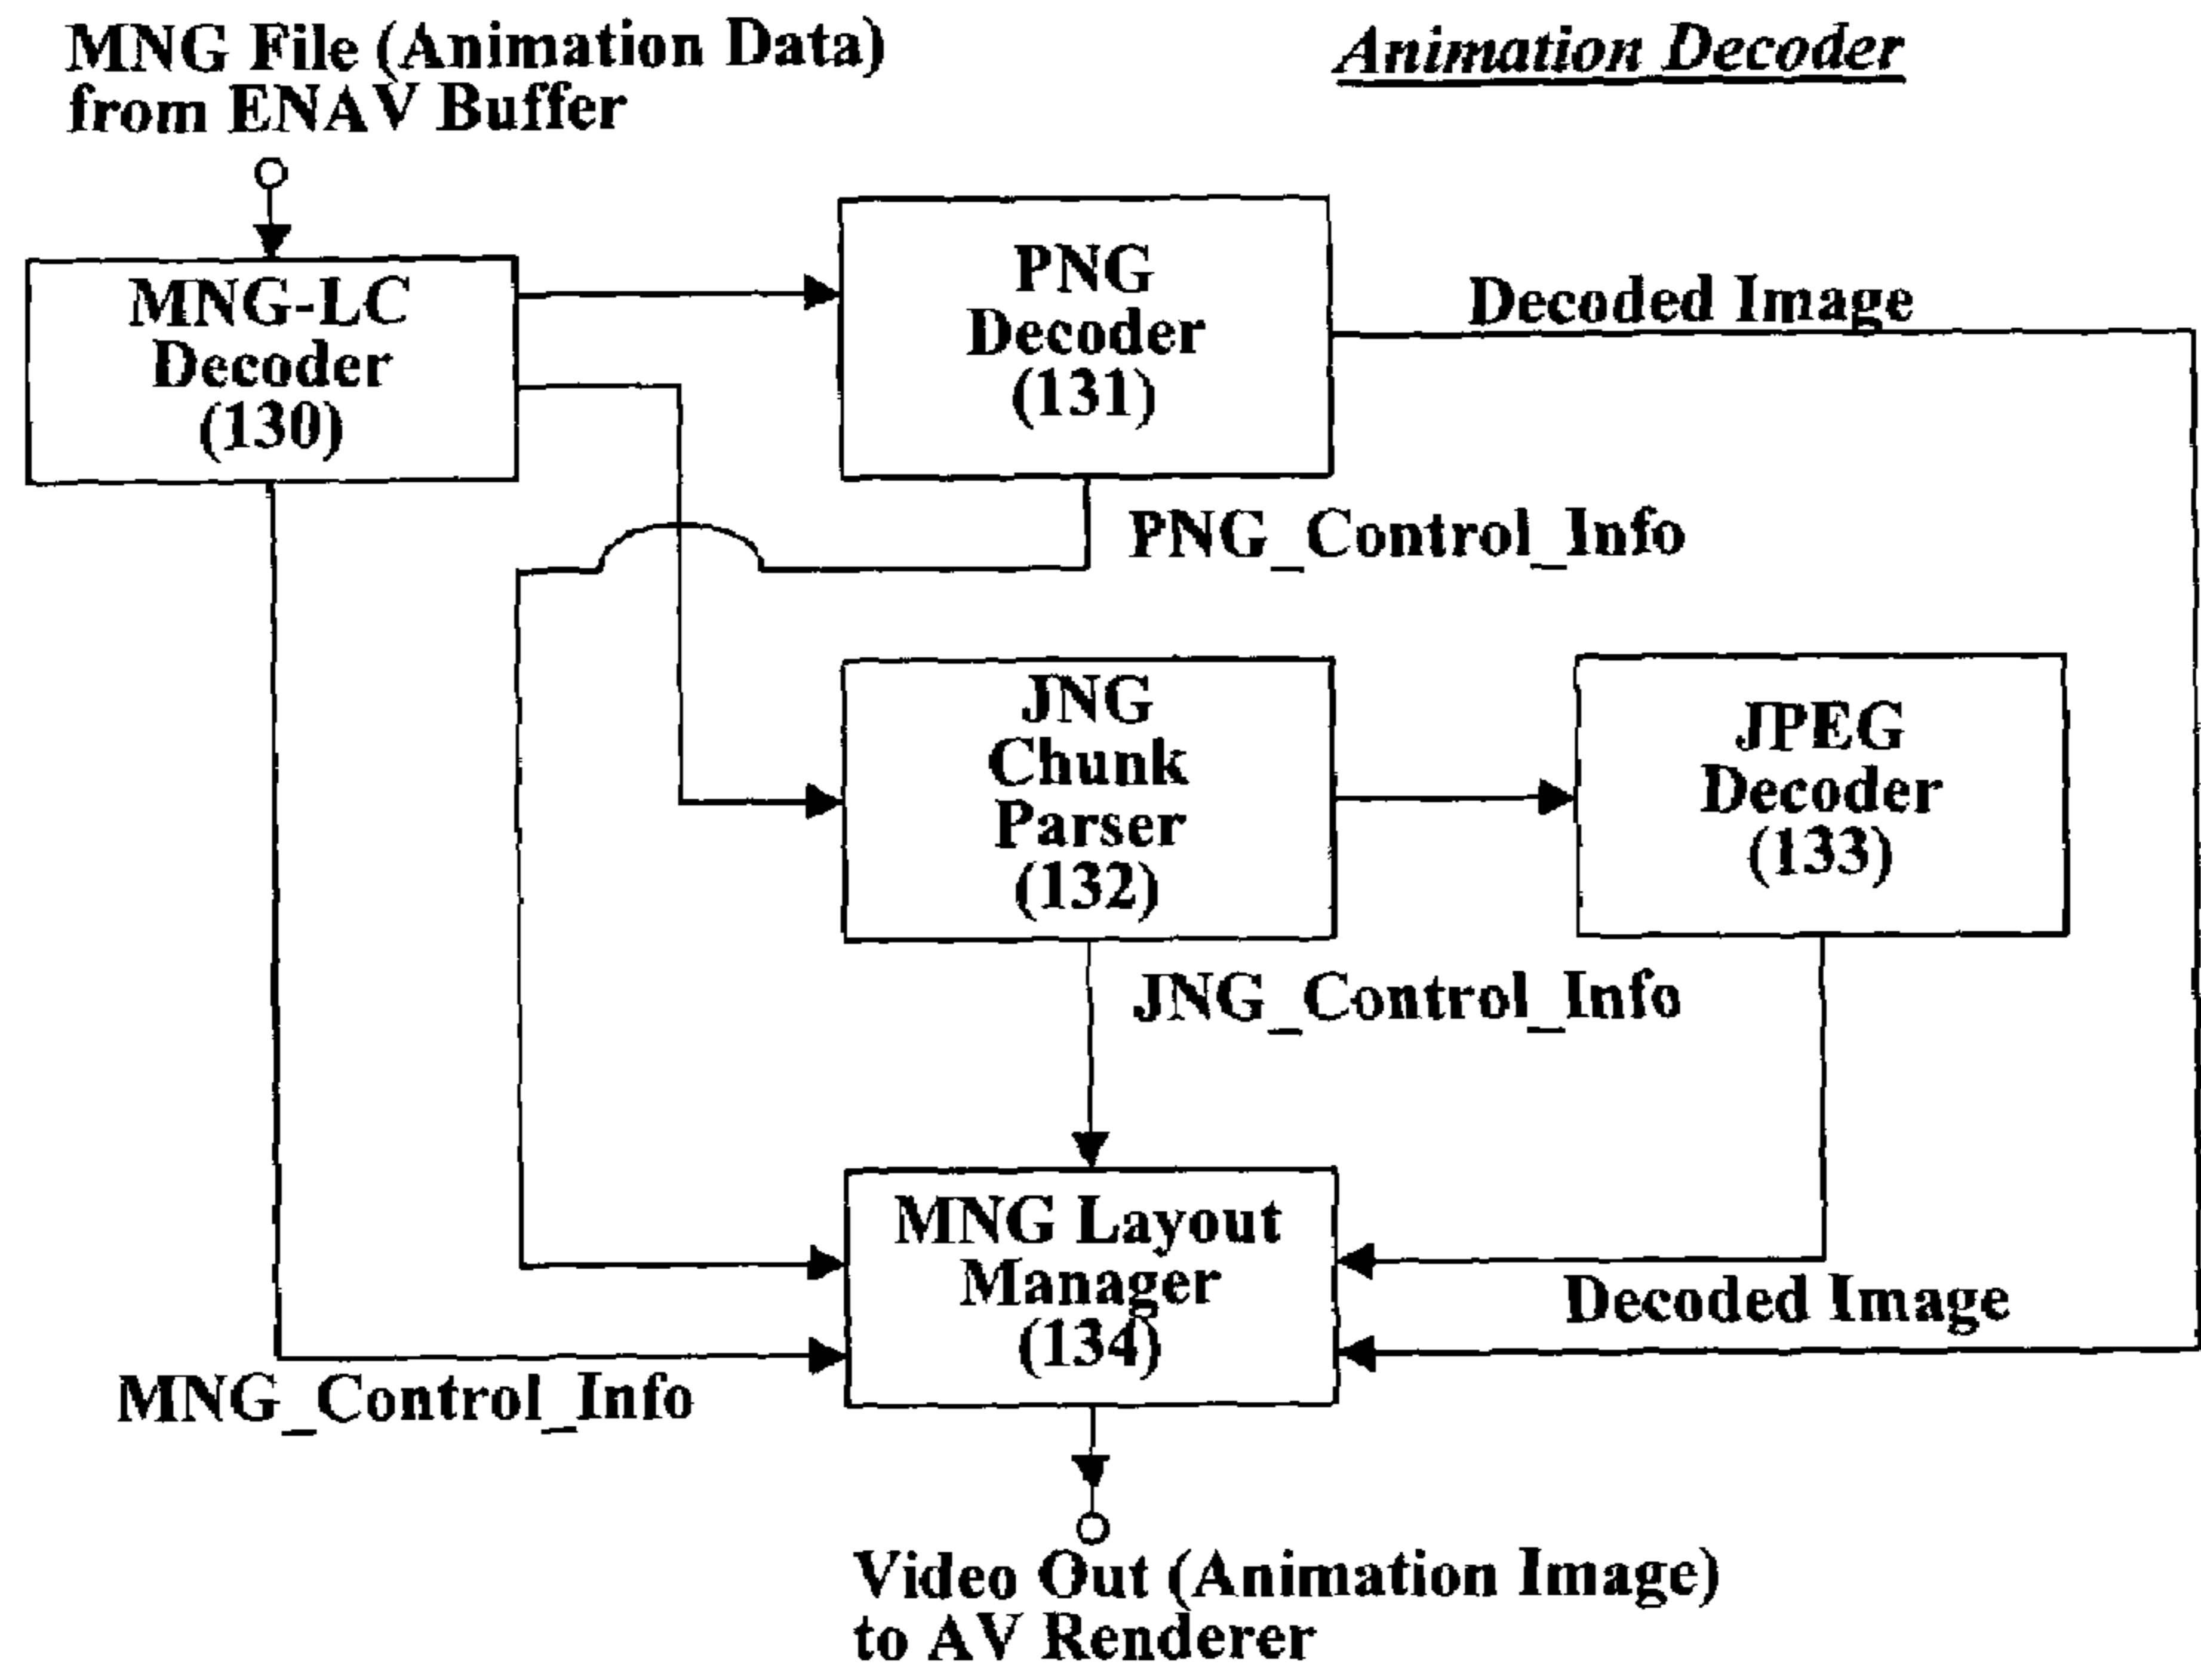 MNG File (Animation Data)
from ENAV Buffer
Animation Decoder
MNG-LC
Decoder
(130)
PNG
Decoder
(131)
Decoded Image
PNG_Control_Info
JNG
Chunk
Parser
(132)
JPEG
Decoder
(133)
JNG_Control_Info
MNG Layout
Manager
(134)
Decoded Image
MNG_Control_Info
Video Out (Animation Image)
to AV Renderer